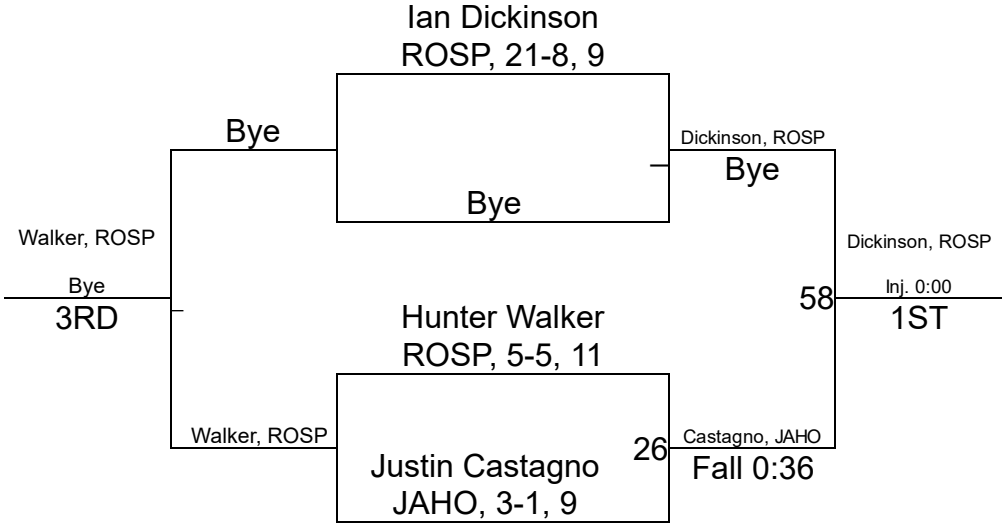 Ian Dickinson
ROSP, 21-8, 9
Bye
Dickinson, ROSP
Bye
Bye
Walker, ROSP
Bye
3RD
Dickinson, ROSP
58
Inj. 0:00
1ST
Hunter Walker
ROSP, 5-5, 11
Walker, ROSP
Justin Castagno
JAHO, 3-1, 9
26
Castagno, JAHO
Fall 0:36